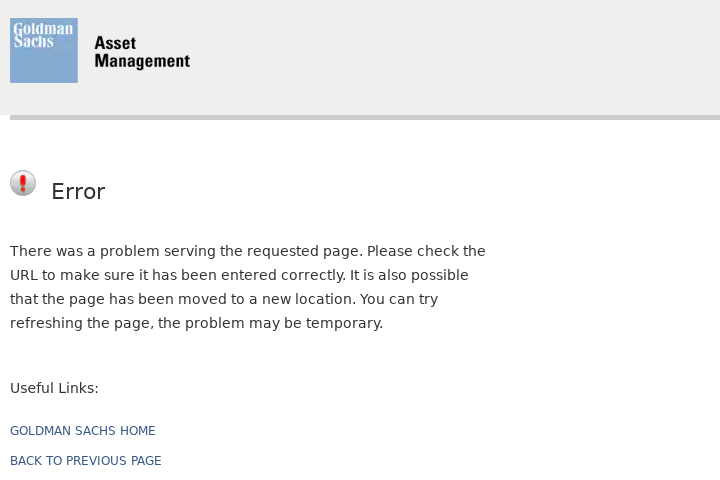 Goldman
Sachs
Asset
Management
Error
There was a problem serving the requested page. Please check the
URL to make sure it has been entered correctly. It is also possible
that the page has been moved to a new location. You can try
refreshing the page, the problem may be temporary.
Useful Links:
GOLDMAN SACHS HOME
BACK TO PREVIOUS PAGE